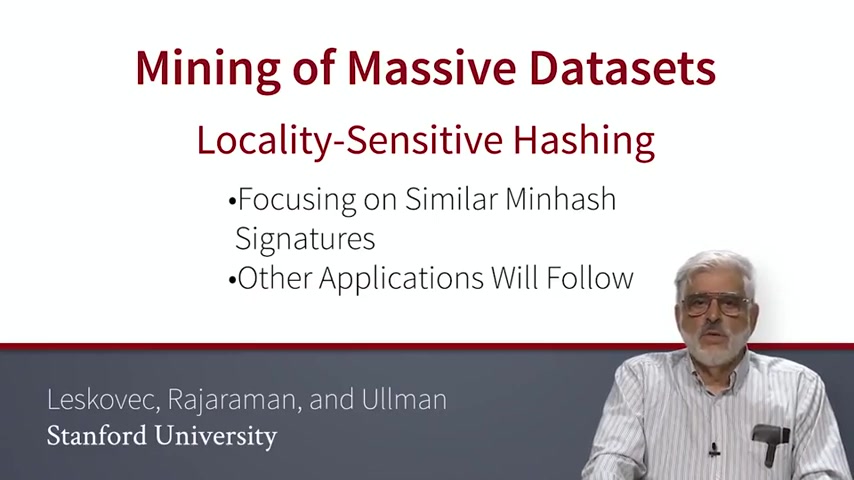 Mining of Massive Datasets
Locality-Sensitive Hashing
•Focusing on Similar Minhash
Signatures
•Other Applications Will Follow
Leskovec, Rajaraman, and Ullman
Stanford University